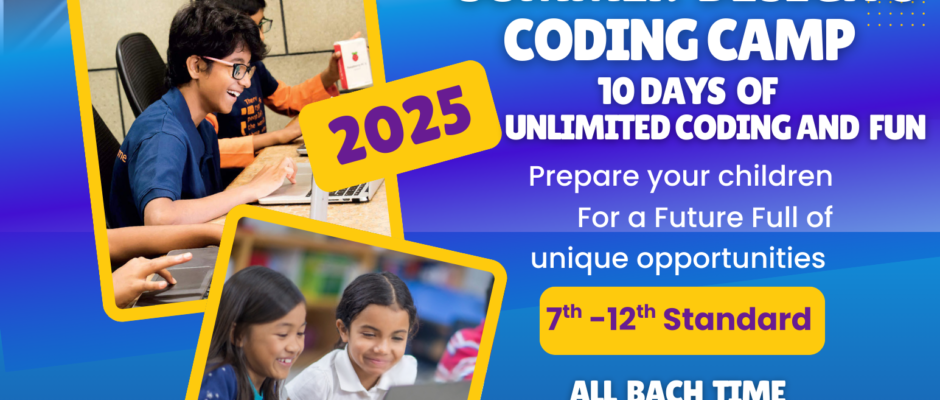 CODING CAMP
10 DAYS OF
UNLIMITED CODING AND FUN
2025
Prepare your children
For a Future Full of
unique opportunities
7th -12th Standard
ALL BACH TIME